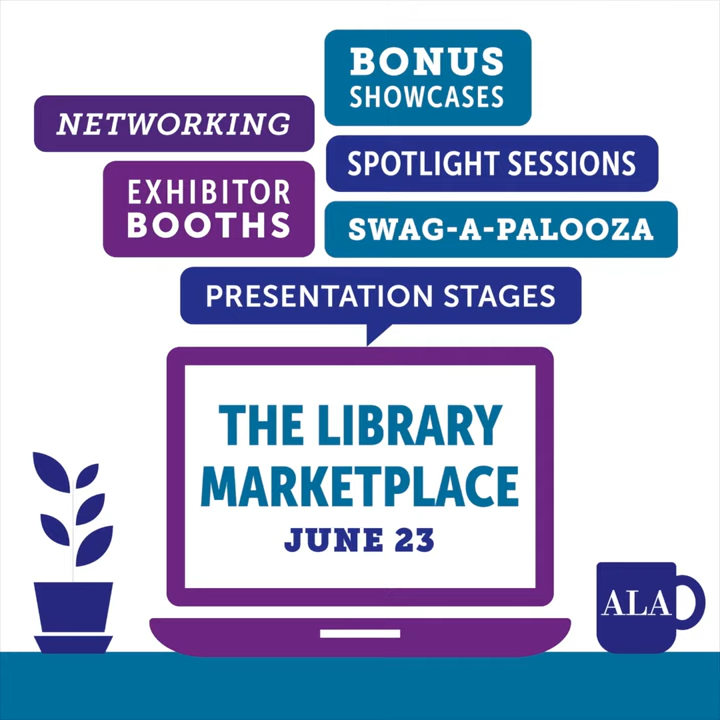 BONUS
SHOWCASES
NETWORKING
SPOTLIGHT SESSIONS
EXHIBITOR
BOOTHS
SWAG-A-PALOOZA
PRESENTATION STAGES
THE LIBRARY
MARKETPLACE
JUNE 23
ALA